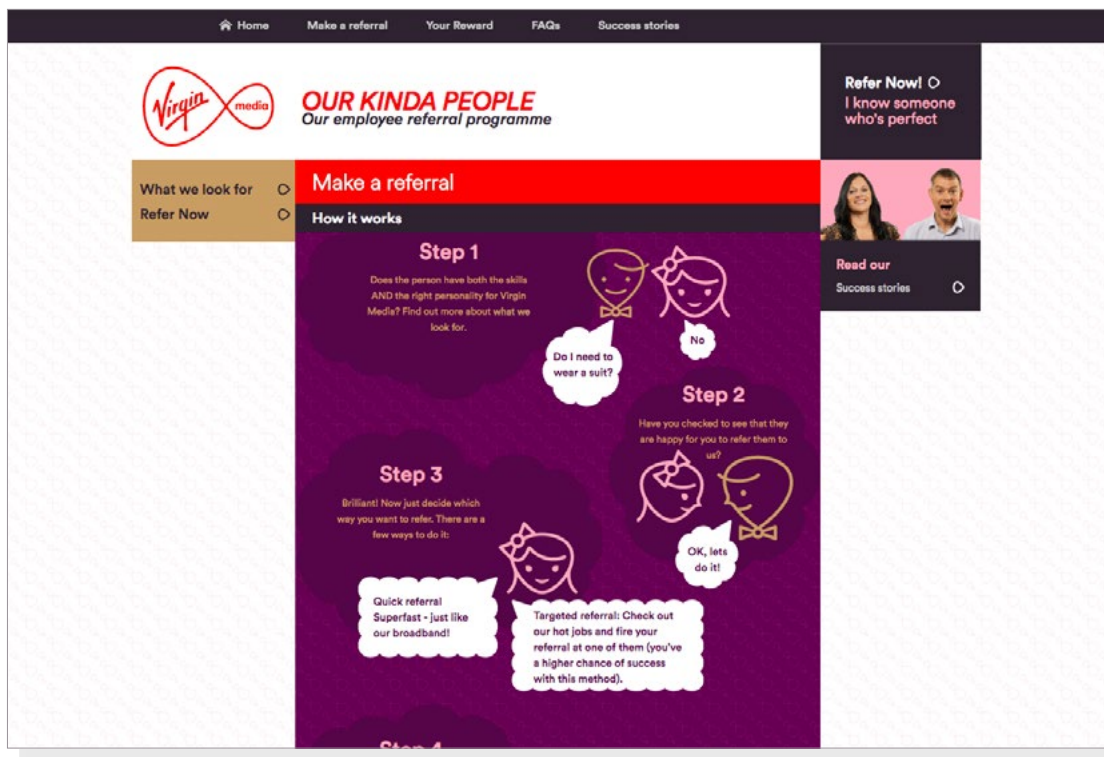 Home Make a referral Your Reward FAQs Success stories
Virgin media
OUR KINDA PEOPLE
Our employee referral programme
Refer Now!
I know someone
who's perfect
What we look for
Refer Now
Make a referral
How it works
Read our
Success stories
Step 1
Does the person have both the skills
AND the right personality for Virgin
Media? Find out more about what we
look for.
Do I need to
wear a suit?
No
Step 2
Have you checked to see that they
are happy for you to refer them to
us?
OK, lets
do it!
Step 3
Brilliant! Now just decide which
way you want to refer. There are a
few ways to do it:
Quick referral
Superfast - just like
our broadband!
Targeted referral: Check out
our hot jobs and fire your
referral at one of them (you've
a higher chance of success
with this method).
Step 4